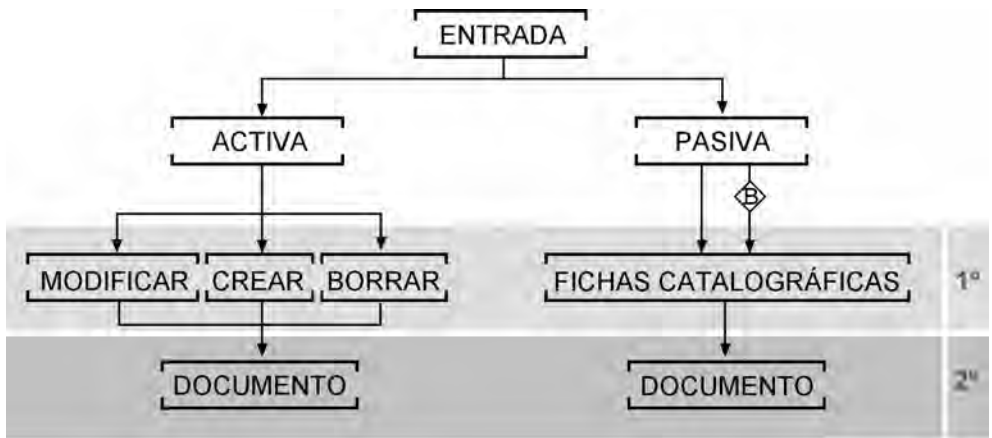 ENTRADA
ACTIVA
PASIVA
B
MODIFICAR
CREAR
BORRAR
FICHAS CATALOGRÁFICAS
1º
DOCUMENTO
DOCUMENTO
2º